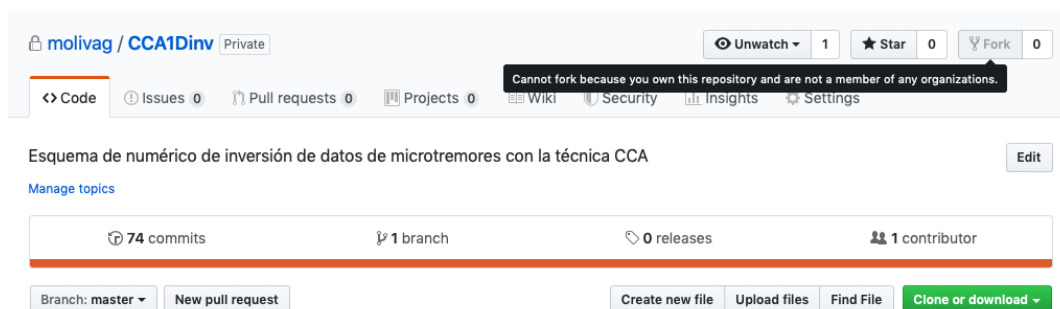 molivag / CCA1Dinv Private Unwatch 1 Star 0 Fork 0
Cannot fork because you own this repository and are not a member of any organizations.
Code Issues 0 Pull requests 0 Projects 0 Wiki Security Insights Settings
Esquema de numérico de inversión de datos de microtremores con la técnica CCA Edit
Manage topics
74 commits 1 branch 0 releases 1 contributor
Branch: master New pull request Create new file Upload files Find File Clone or download